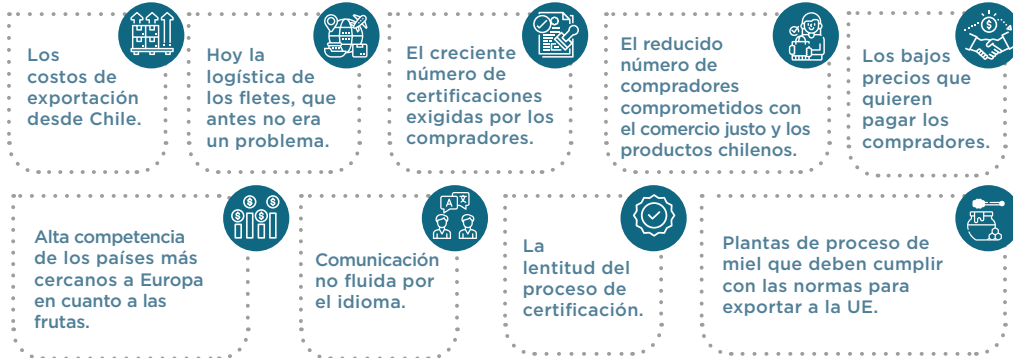 Los
costos de
exportación
desde Chile.
Hoy la
logística de
los fletes, que
antes no era
un problema.
El creciente
número de
certificaciones
exigidas por los
compradores.
El reducido
número de
compradores
comprometidos con
el comercio justo y los
productos chilenos.
Los bajos
precios que
quieren
pagar los
compradores.
Alta competencia
de los países más
cercanos a Europa
en cuanto a las
frutas.
Comunicación
no fluida por
el idioma.
La
lentitud del
proceso de
certificación.
Plantas de proceso de
miel que deben cumplir
con las normas para
exportar a la UE.